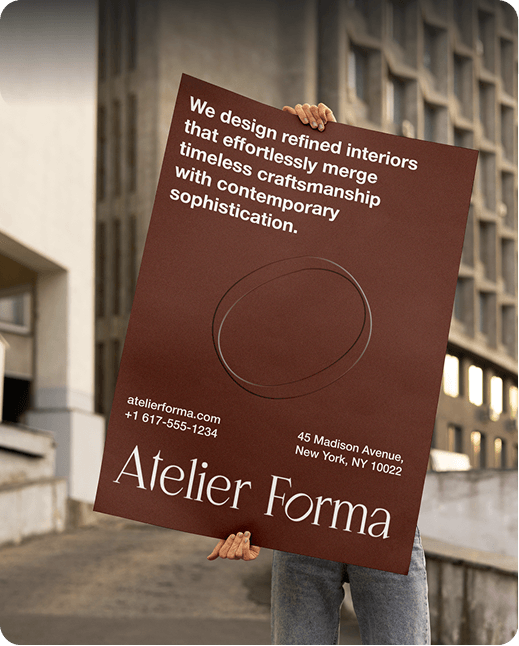 We design refined interiors
that effortlessly merge
timeless craftsmanship
with contemporary
sophistication.
atelierforma.com
+1 617-555-1234
45 Madison Avenue,
New York, NY 10022
Atelier Forma